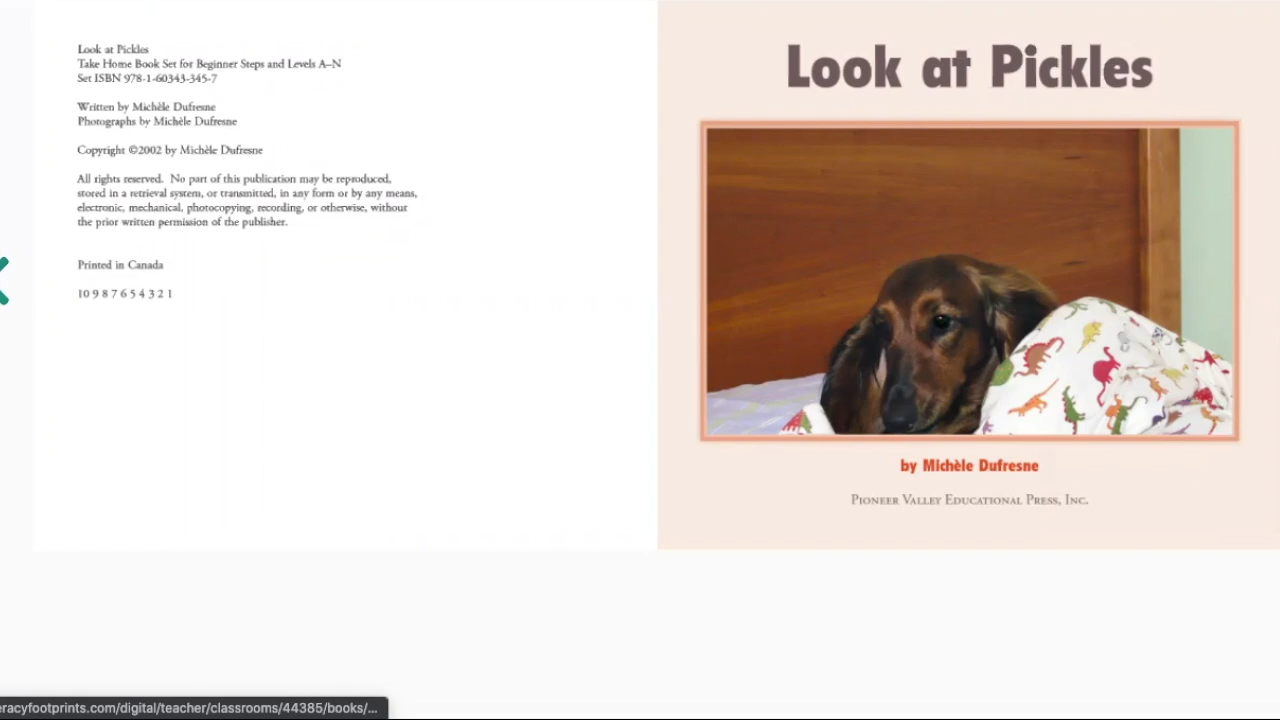 Look at Pickles
Take Home Book Set for Beginner Steps and Levels A–N
Set ISBN 978-1-60343-345-7
Written by Michèle Dufresne
Photographs by Michèle Dufresne
Copyright ©2002 by Michèle Dufresne
All rights reserved.  No part of this publication may be reproduced,
stored in a retrieval system, or transmitted, in any form or by any means,
electronic, mechanical, photocopying, recording, or otherwise, without
the prior written permission of the publisher.
Printed in Canada
10 9 8 7 6 5 4 3 2 1
Look at Pickles
by Michèle Dufresne
Pioneer Valley Educational Press, Inc.
eracyfootprints.com/digital/teacher/classrooms/44385/books/...